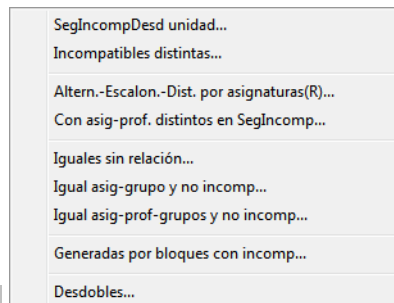 SegIncompDesd unidad...
Incompatibles distintas...
Altern.-Escalon.-Dist. por asignaturas(R)...
Con asig-prof. distintos en SegIncomp...
Iguales sin relación...
Igual asig-grupo y no incomp...
Igual asig-prof-grupos y no incomp...
Generadas por bloques con incomp...
Desdobles...